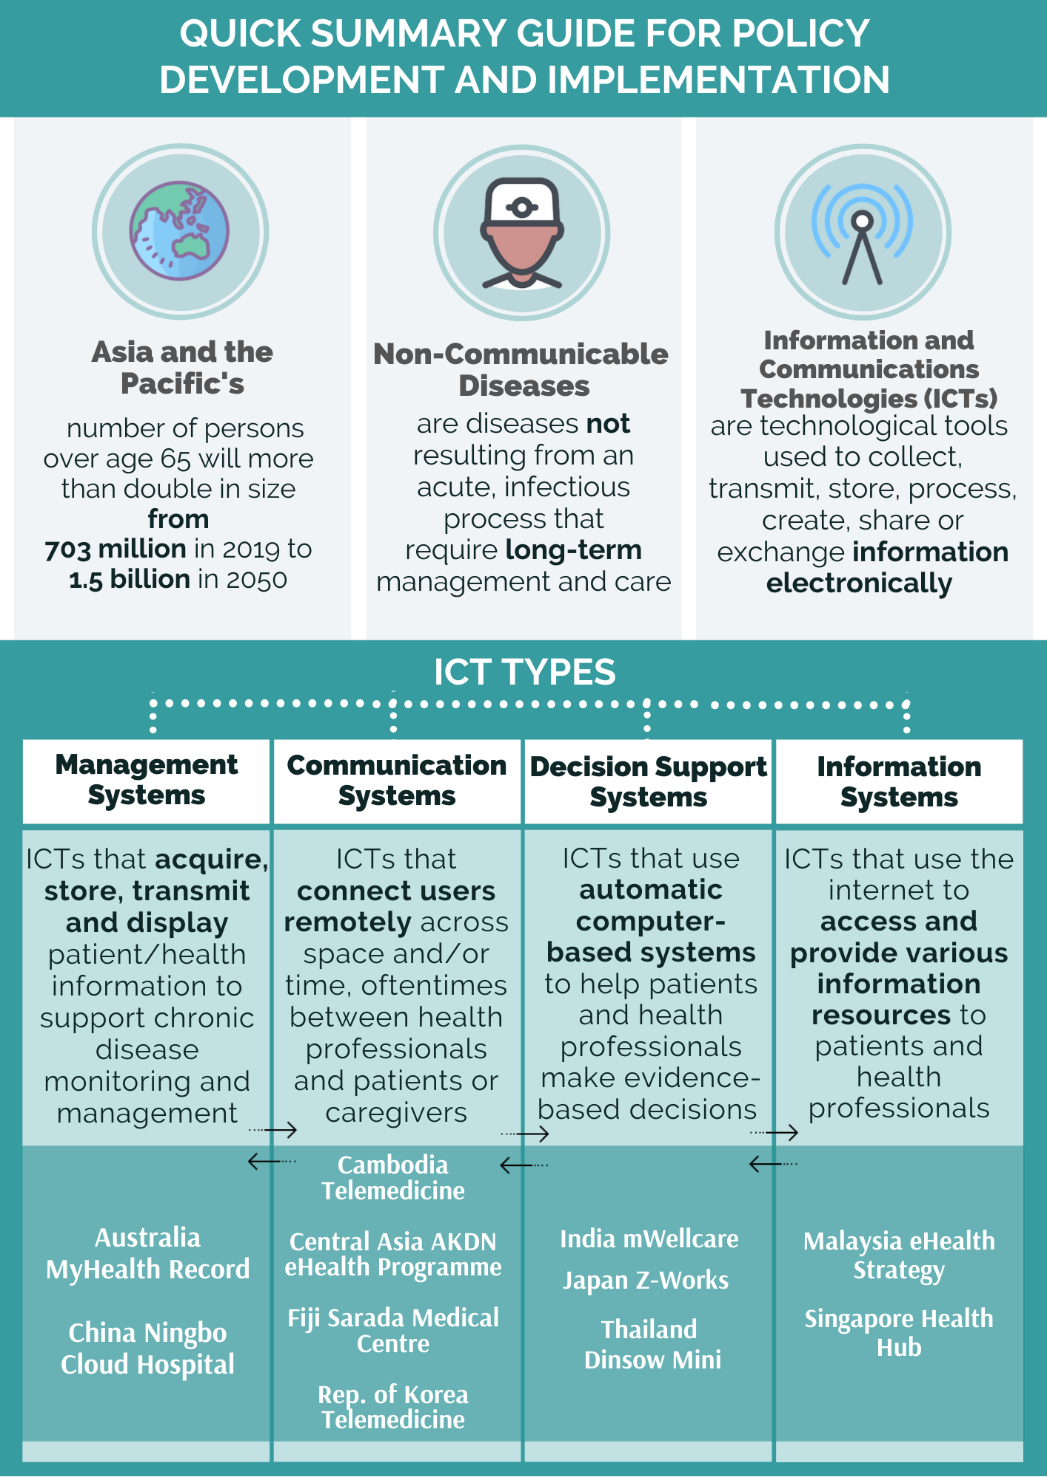 QUICK SUMMARY GUIDE FOR POLICY
DEVELOPMENT AND IMPLEMENTATION
Asia and the
Pacific's
number of persons
over age 65 will more
than double in size
from
703 million in 2019 to
1.5 billion in 2050
Non-Communicable
Diseases
are diseases not
resulting from an
acute, infectious
process that
require long-term
management and care
Information and
Communications
Technologies (ICTs)
are technological tools
used to collect,
transmit, store, process,
create, share or
exchange information
electronically
ICT TYPES
Management
Systems
ICTs that acquire,
store, transmit
and display
patient/health
information to
support chronic
disease
monitoring and
management
Australia
MyHealth Record
China Ningbo
Cloud Hospital
Communication
Systems
ICTs that
connect users
remotely across
space and/or
time, oftentimes
between health
professionals
and patients or
caregivers
Cambodia
Telemedicine
Central Asia AKDN
eHealth Programme
Fiji Sarada Medical
Centre
Rep. of Korea
Telemedicine
Decision Support
Systems
ICTs that use
automatic
computer-
based systems
to help patients
and health
professionals
make evidence-
based decisions
India mWellcare
Japan Z-Works
Thailand
Dinsow Mini
Information
Systems
ICTs that use the
internet to
access and
provide various
information
resources to
patients and
health
professionals
Malaysia eHealth
Strategy
Singapore Health
Hub